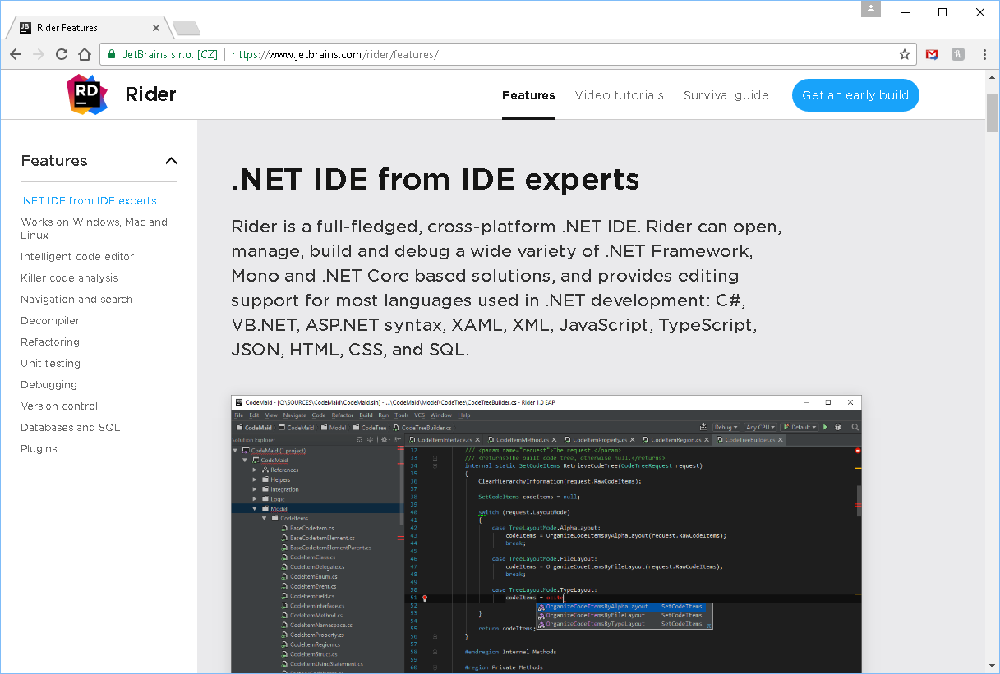 JB
Rider Features
JetBrains s.r.o. [CZ]
https://www.jetbrains.com/rider/features/
RD
Rider
Features
Video tutorials
Survival guide
Get an early build
Features
.NET IDE from IDE experts
Works on Windows, Mac and
Linux
Intelligent code editor
Killer code analysis
Navigation and search
Decompiler
Refactoring
Unit testing
Debugging
Version control
Databases and SQL
Plugins
.NET IDE from IDE experts
Rider is a full-fledged, cross-platform .NET IDE. Rider can open,
manage, build and debug a wide variety of .NET Framework,
Mono and .NET Core based solutions, and provides editing
support for most languages used in .NET development: C#,
VB.NET, ASP.NET syntax, XAML, XML, JavaScript, TypeScript,
JSON, HTML, CSS, and SQL.
CodeMaid - [C:\SOURCES\CodeMaid\CodeMaid.sln] - ...\CodeMaid\Model\CodeTree\CodeTreeBuilder.cs - Rider 1.0 EAP
File Edit View Navigate Code Refactor Build Run Tools VCS Window Help
CodeMaid CodeMaid Model CodeTree CodeTreeBuilder.cs
Debug Any CPU Default
Solution Explorer
CodeMaid (1 project)
CodeMaid
References
Helpers
Integration
Logic
Model
CodeItems
BaseCodeItem.cs
BaseCodeItemElement.cs
BaseCodeItemElementParent.cs
CodeItemClass.cs
CodeItemDelegate.cs
CodeItemEnum.cs
CodeItemEvent.cs
CodeItemField.cs
CodeItemInterface.cs
CodeItemMethod.cs
CodeItemNamespace.cs
CodeItemProperty.cs
CodeItemRegion.cs
CodeItemStruct.cs
CodeItemUsingStatement.cs
CodeItemInterface.cs CodeItemMethod.cs CodeItemProperty.cs CodeItemRegion.cs CodeTreeBuilder.cs
32 /// <param name="request">The request.</param>
33 /// <returns>The built code tree, otherwise null.</returns>
34 internal static SetCodeItems RetrieveCodeTree(CodeTreeRequest request)
35 {
36 ClearHierarchyInformation(request.RawCodeItems);
37
38 SetCodeItems codeItems = null;
39
40 switch (request.LayoutMode)
41 {
42 case TreeLayoutMode.AlphaLayout:
43 codeItems = OrganizeCodeItemsByAlphaLayout(request.RawCodeItems);
44 break;
45
46 case TreeLayoutMode.FileLayout:
47 codeItems = OrganizeCodeItemsByFileLayout(request.RawCodeItems);
48 break;
49
50 case TreeLayoutMode.TypeLayout:
51 codeItems = ocite
OrganizeCodeItemsByAlphaLayout SetCodeItems
OrganizeCodeItemsByFileLayout SetCodeItems
OrganizeCodeItemsByTypeLayout SetCodeItems
52
53 }
54
55 return codeItems;
56 }
57
58 #endregion Internal Methods
59
60 #region Private Methods